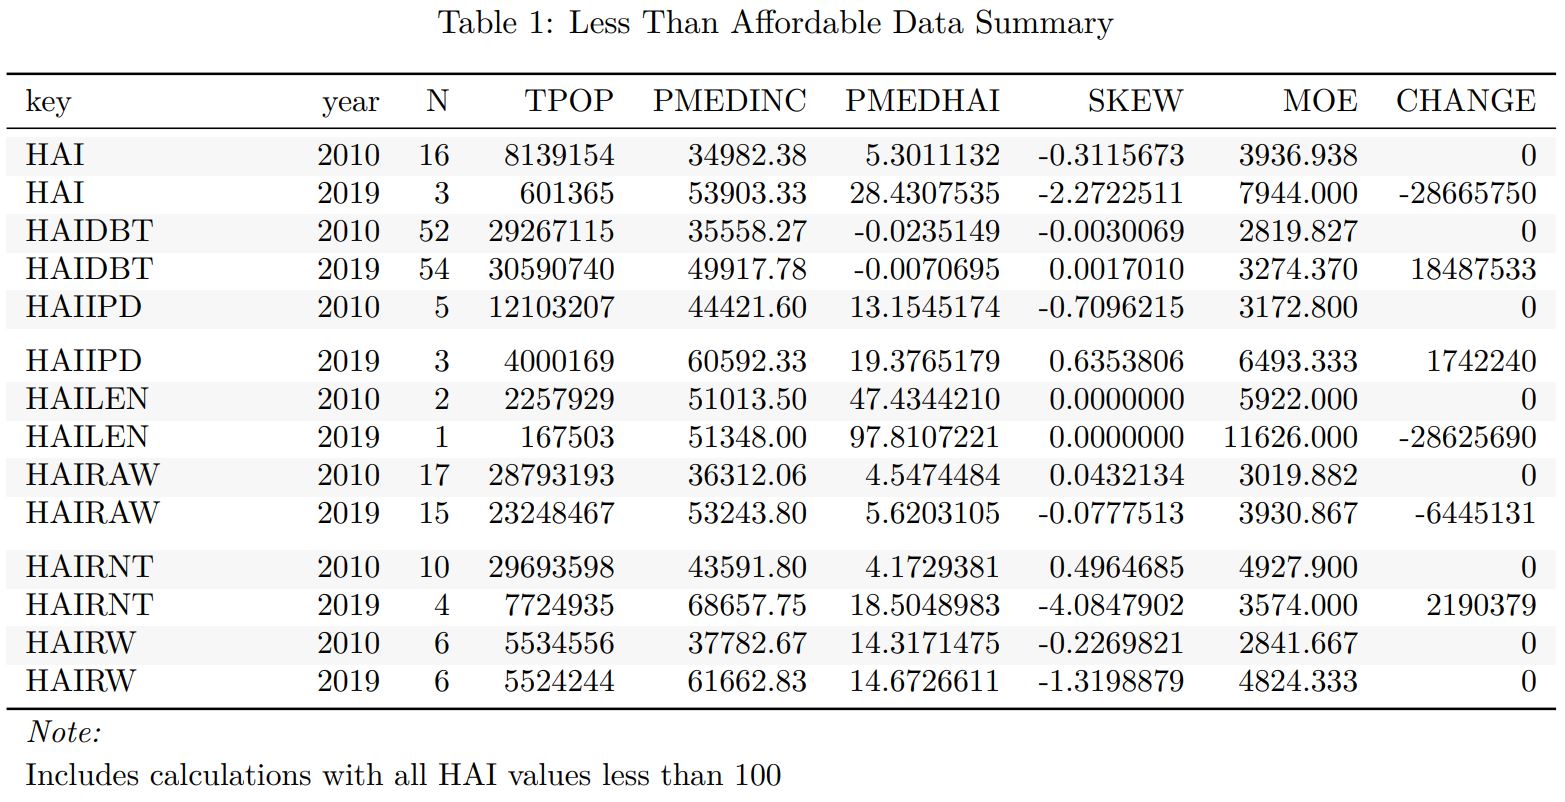 Table 1: Less Than Affordable Data Summary
key year N TPOP PMEDINC PMEDHAI SKEW MOE CHANGE
HAI 2010 16 8139154 34982.38 5.3011132 -0.3115673 3936.938 0
HAI 2019 3 601365 53903.33 28.4307535 -2.2722511 7944.000 -28665750
HAIDBT 2010 52 29267115 35558.27 -0.0235149 -0.0030069 2819.827 0
HAIDBT 2019 54 30590740 49917.78 -0.0070695 0.0017010 3274.370 18487533
HAIIPD 2010 5 12103207 44421.60 13.1545174 -0.7096215 3172.800 0
HAIIPD 2019 3 4000169 60592.33 19.3765179 0.6353806 6493.333 1742240
HAILEN 2010 2 2257929 51013.50 47.4344210 0.0000000 5922.000 0
HAILEN 2019 1 167503 51348.00 97.8107221 0.0000000 11626.000 -28625690
HAIRAW 2010 17 28793193 36312.06 4.5474484 0.0432134 3019.882 0
HAIRAW 2019 15 23248467 53243.80 5.6203105 -0.0777513 3930.867 -6445131
HAIRNT 2010 10 29693598 43591.80 4.1729381 0.4964685 4927.900 0
HAIRNT 2019 4 7724935 68657.75 18.5048983 -4.0847902 3574.000 2190379
HAIRW 2010 6 5534556 37782.67 14.3171475 -0.2269821 2841.667 0
HAIRW 2019 6 5524244 61662.83 14.6726611 -1.3198879 4824.333 0
Note:
Includes calculations with all HAI values less than 100